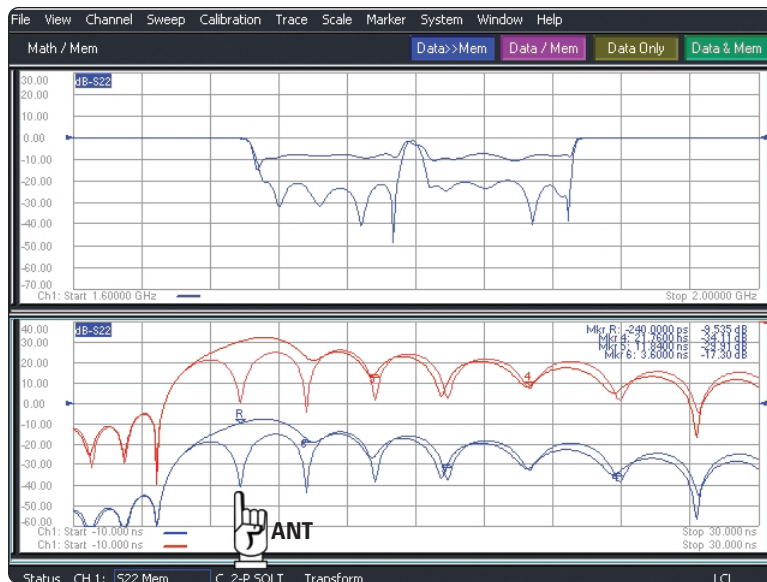 File View Channel Sweep Calibration Trace Scale Marker System Window Help
Math / Mem Data>>Mem Data / Mem Data Only Data & Mem
30.00 dB-S22
20.00
10.00
0.00
-10.00
-20.00
-30.00
-40.00
-50.00
-60.00
-70.00
Ch1: Start 1.60000 GHz Stop 2.00000 GHz
40.00 dB-S22 Mkr R: -240.0000 ps -9.535 dB
Mkr 4: 21.7600 ns -34.11 dB
30.00 Mkr 5: 11.8400 ns -29.91 dB
Mkr 6: 3.6000 ns -17.30 dB
20.00
10.00 4
0.00
R
-10.00
-20.00
-30.00
-40.00
-50.00
-60.00
ANT
Ch1: Start -10.000 ns Stop 30.000 ns
Ch1: Start -10.000 ns Stop 30.000 ns
Status CH 1: S22 Mem C 2-P SOLT Transform LCL